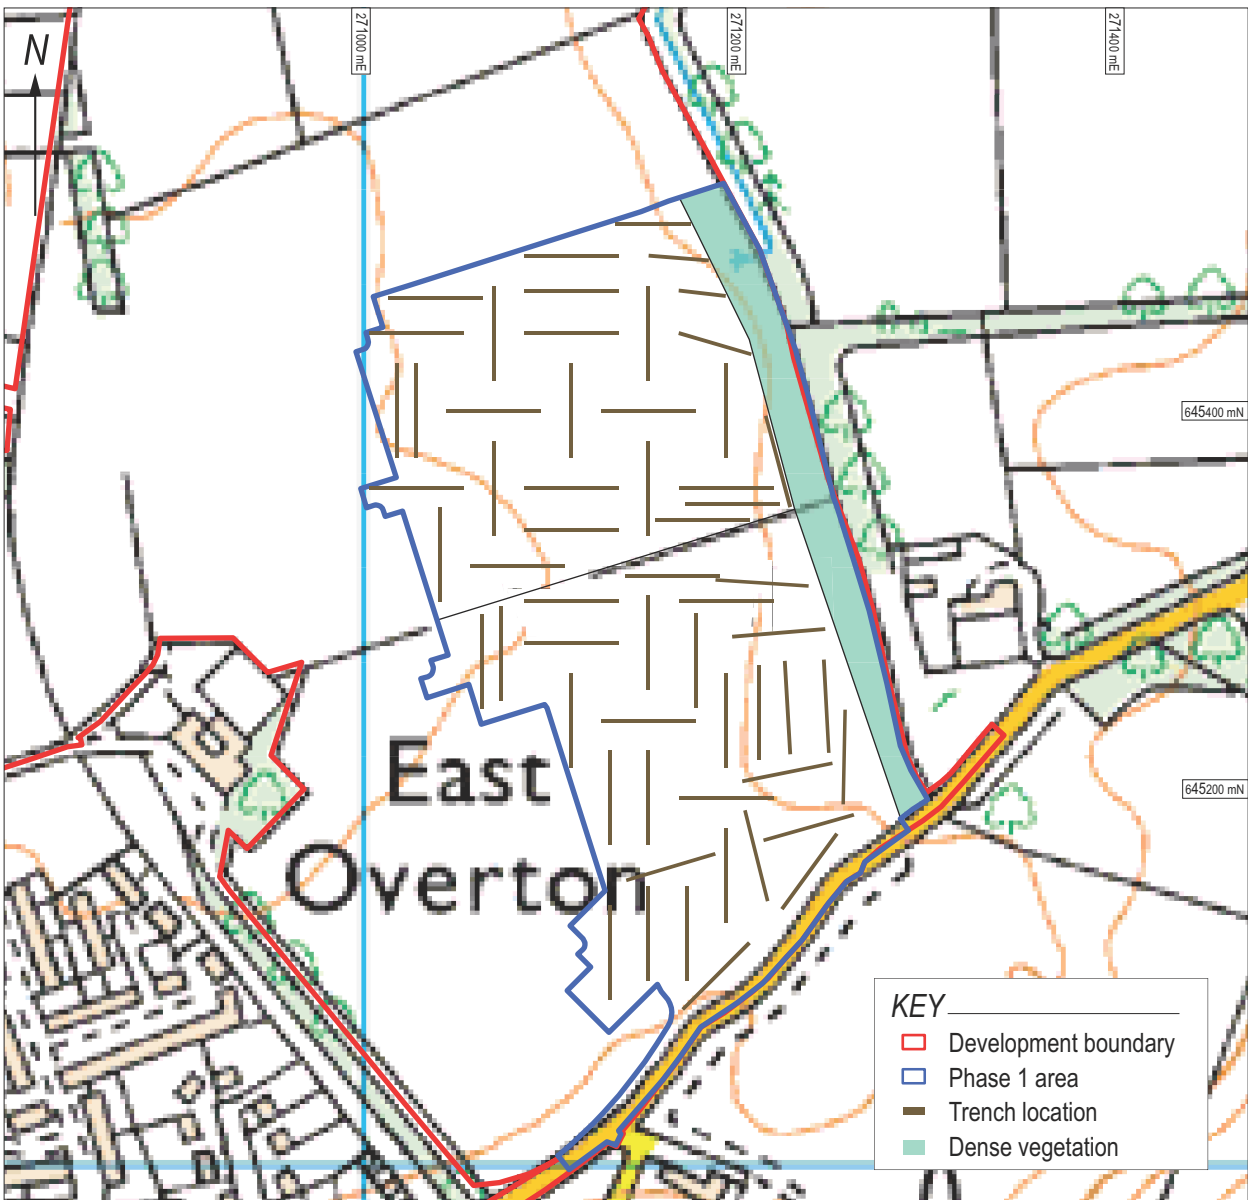 N
271000 mE
271200 mE
271400 mE
645400 mN
645200 mN
East
Overton
KEY
Development boundary
Phase 1 area
Trench location
Dense vegetation